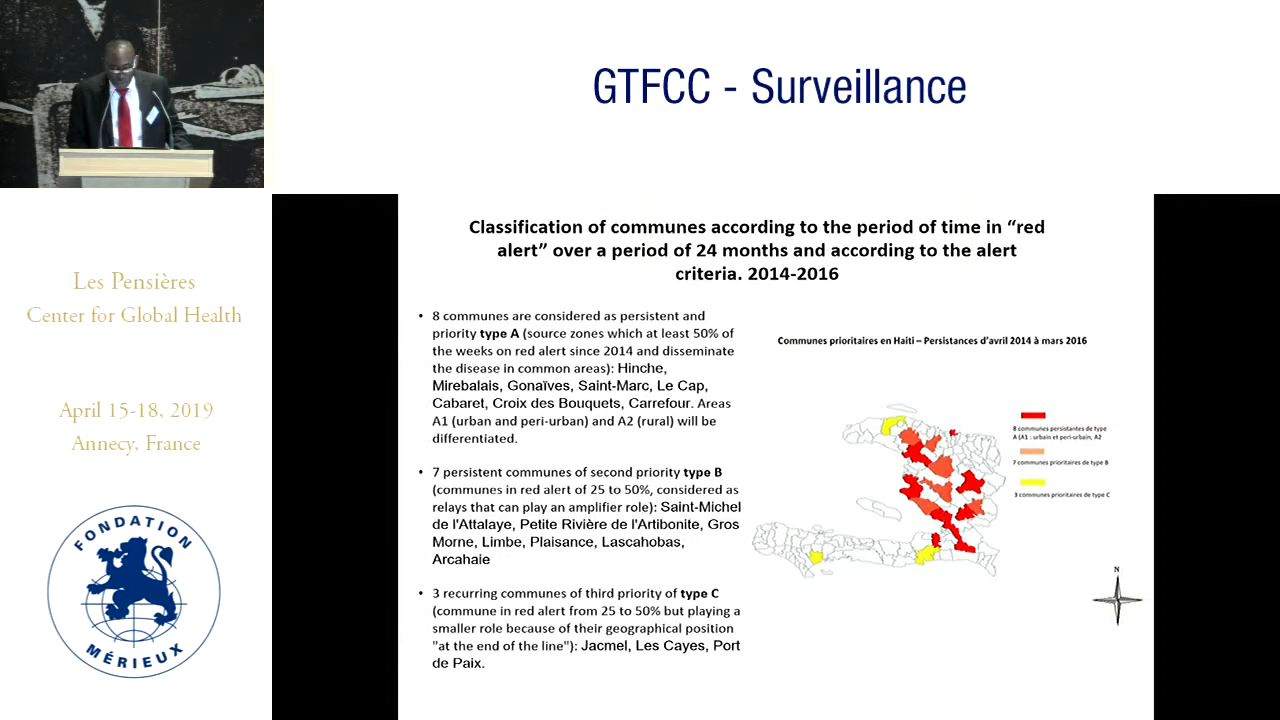 GTFCC - Surveillance
Les Pensières
Center for Global Health
April 15-18, 2019
Annecy, France
FONDATION
MÉRIEUX
Classification of communes according to the period of time in “red
alert” over a period of 24 months and according to the alert
criteria. 2014-2016
• 8 communes are considered as persistent and
priority type A (source zones which at least 50% of
the weeks on red alert since 2014 and disseminate
the disease in common areas): Hinche,
Mirebalais, Gonaïves, Saint-Marc, Le Cap,
Cabaret, Croix des Bouquets, Carrefour. Areas
A1 (urban and peri-urban) and A2 (rural) will be
differentiated.
• 7 persistent communes of second priority type B
(communes in red alert of 25 to 50%, considered as
relays that can play an amplifier role): Saint-Michel
de l'Attalaye, Petite Rivière de l'Artibonite, Gros
Morne, Limbe, Plaisance, Lascahobas,
Arcahaie
• 3 recurring communes of third priority of type C
(commune in red alert from 25 to 50% but playing a
smaller role because of their geographical position
"at the end of the line"): Jacmel, Les Cayes, Port
de Paix.
Communes prioritaires en Haïti – Persistances d'avril 2014 à mars 2016
8 communes persistantes de type
A (A1 : urbain et peri-urbain, A2
7 communes prioritaires de type B
3 communes prioritaires de type C
N